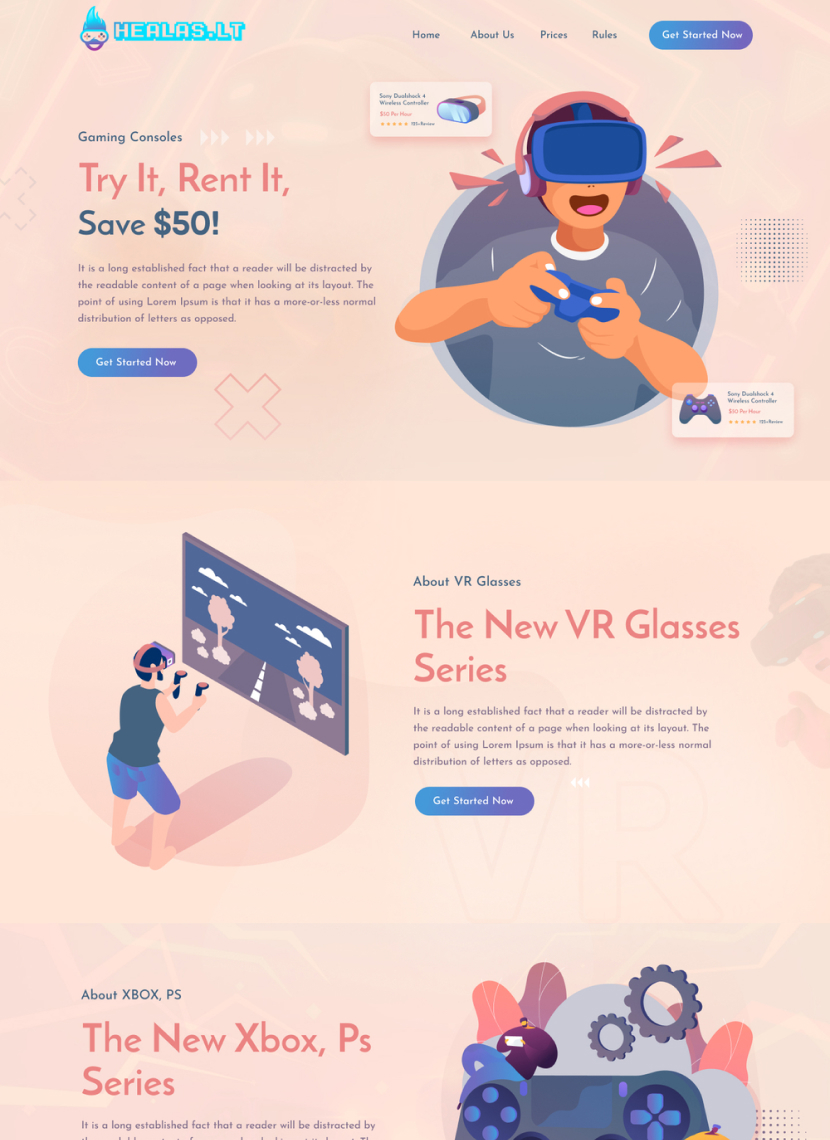 HEALAS.LT
Home
About Us
Prices
Rules
Get Started Now
Sony Dualshock 4
Wireless Controller
$50 Per Hour
120+Review
Gaming Consoles
Try It, Rent It,
Save $50!
It is a long established fact that a reader will be distracted by
the readable content of a page when looking at its layout. The
point of using Lorem Ipsum is that it has a more-or-less normal
distribution of letters as opposed.
Get Started Now
Sony Dualshock 4
Wireless Controller
$50 Per Hour
120+Review
About VR Glasses
The New VR Glasses
Series
It is a long established fact that a reader will be distracted by
the readable content of a page when looking at its layout. The
point of using Lorem Ipsum is that it has a more-or-less normal
distribution of letters as opposed.
Get Started Now
VR
About XBOX, PS
The New Xbox, Ps
Series
It is a long established fact that a reader will be distracted by